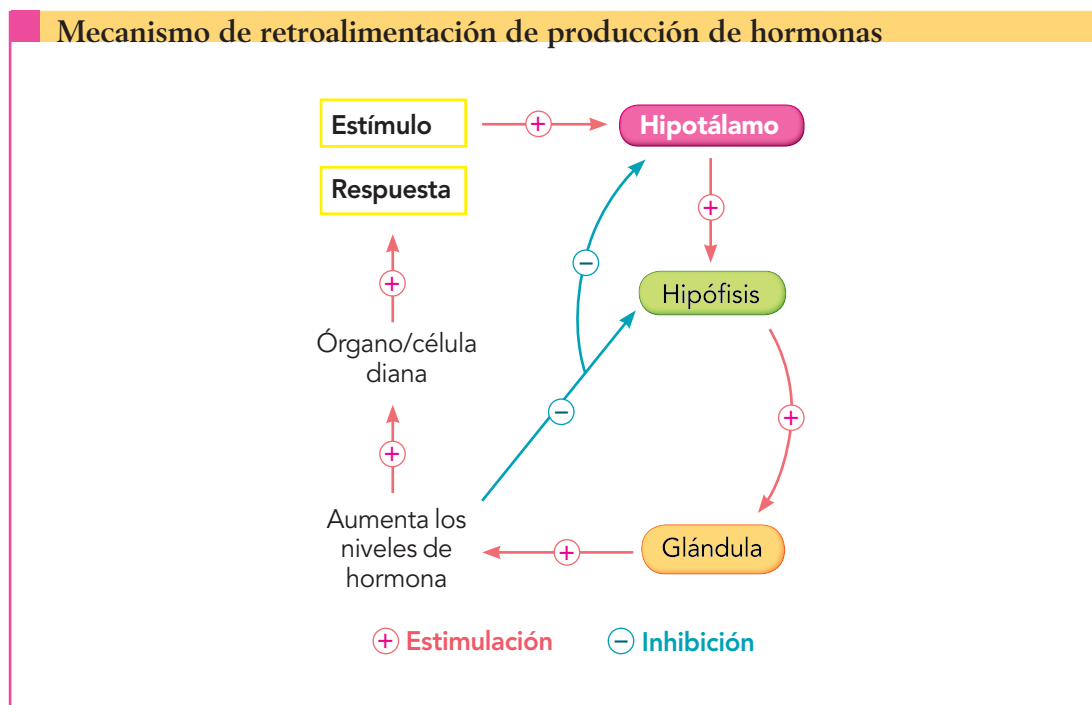 Mecanismo de retroalimentación de producción de hormonas
Estímulo
+
Hipotálamo
Respuesta
+
−
+
Hipófisis
Órgano/célula
diana
−
+
+
Aumenta los
niveles de
hormona
+
Glándula
+ Estimulación
− Inhibición